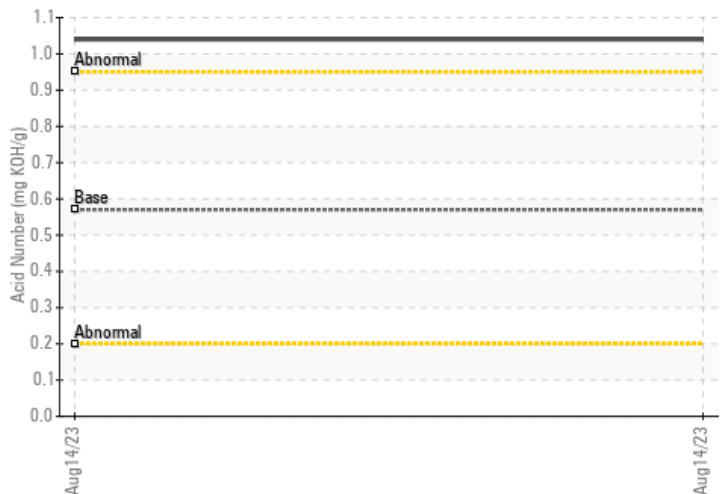 1.1
1.0
Abnormal
0.9
0.8
0.7
0.6
Base
0.5
0.4
0.3
Abnormal
0.2
0.1
0.0
Acid Number (mg KOH/g)
Aug14/23
Aug14/23